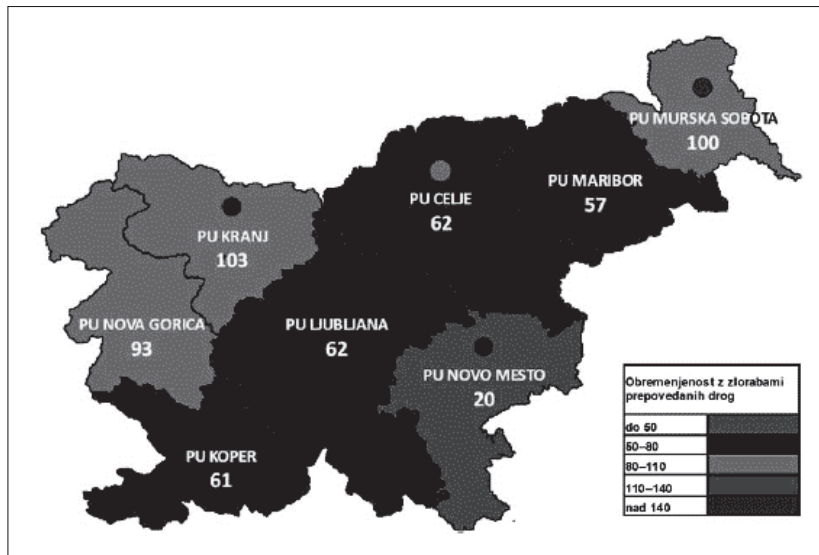 PU MURSKA SOBOTA
100
PU MARIBOR
57
PU CELJE
62
PU KRANJ
103
PU NOVA GORICA
93
PU LJUBLJANA
62
PU NOVO MESTO
20
PU KOPER
61
Obremenjenost z zlorabami
prepovedanih drog
do 50
50–80
80–110
110–140
nad 140